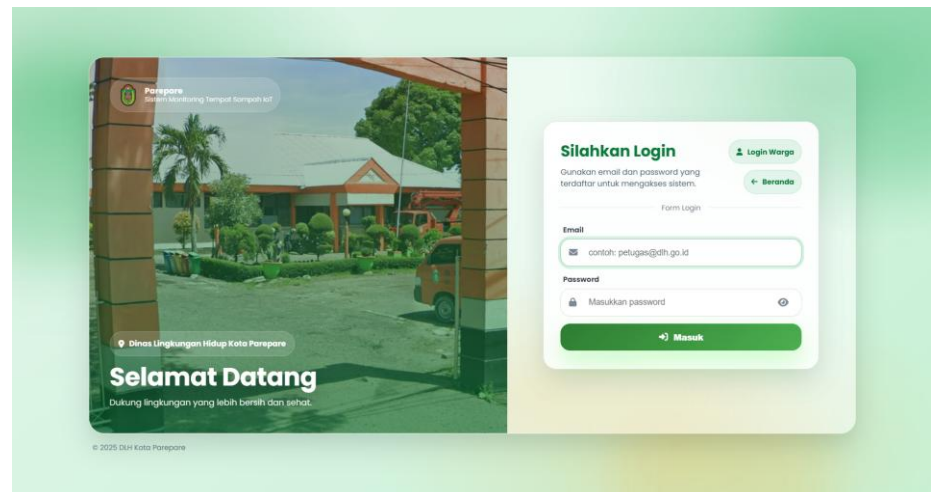 Parepare
Sistem Monitoring Tempat Sampah IoT
Dinas Lingkungan Hidup Kota Parepare
Selamat Datang
Dukung lingkungan yang lebih bersih dan sehat.
© 2025 DLH Kota Parepare
Silahkan Login
Login Warga
Gunakan email dan password yang
terdaftar untuk mengakses sistem.
← Beranda
Form Login
Email
contoh: petugas@dlh.go.id
Password
Masukkan password
Masuk